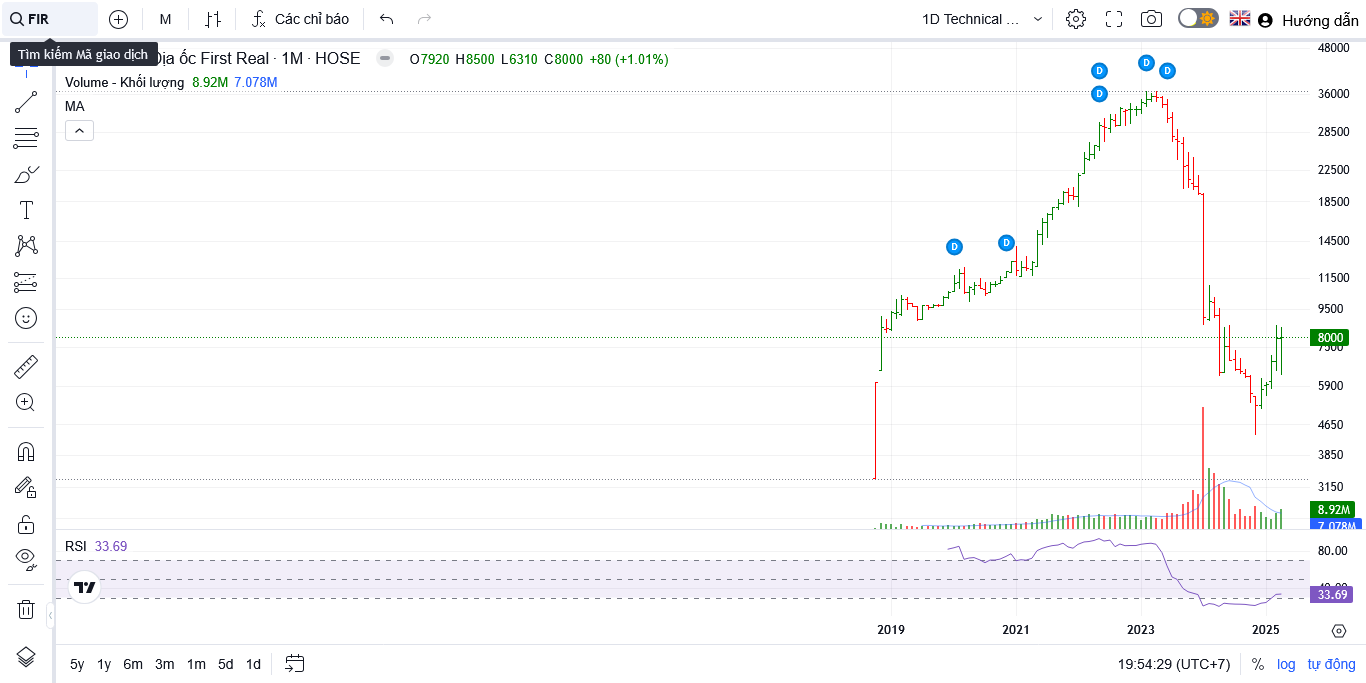 FIR
M
Các chỉ báo
1D Technical ...
Hướng dẫn
Tìm kiếm Mã giao dịch
Địa ốc First Real · 1M · HOSE
O7920 H8500 L6310 C8000 +80 (+1.01%)
Volume - Khối lượng 8.92M 7.078M
MA
D
D
D
D
D
D
D
48000
36000
28500
22500
18500
14500
11500
9500
8000
7500
5900
4650
3850
3150
8.92M
7.078M
RSI 33.69
80.00
40.00
33.69
2019 2021 2023 2025
5y 1y 6m 3m 1m 5d 1d
19:54:29 (UTC+7) % log tự động